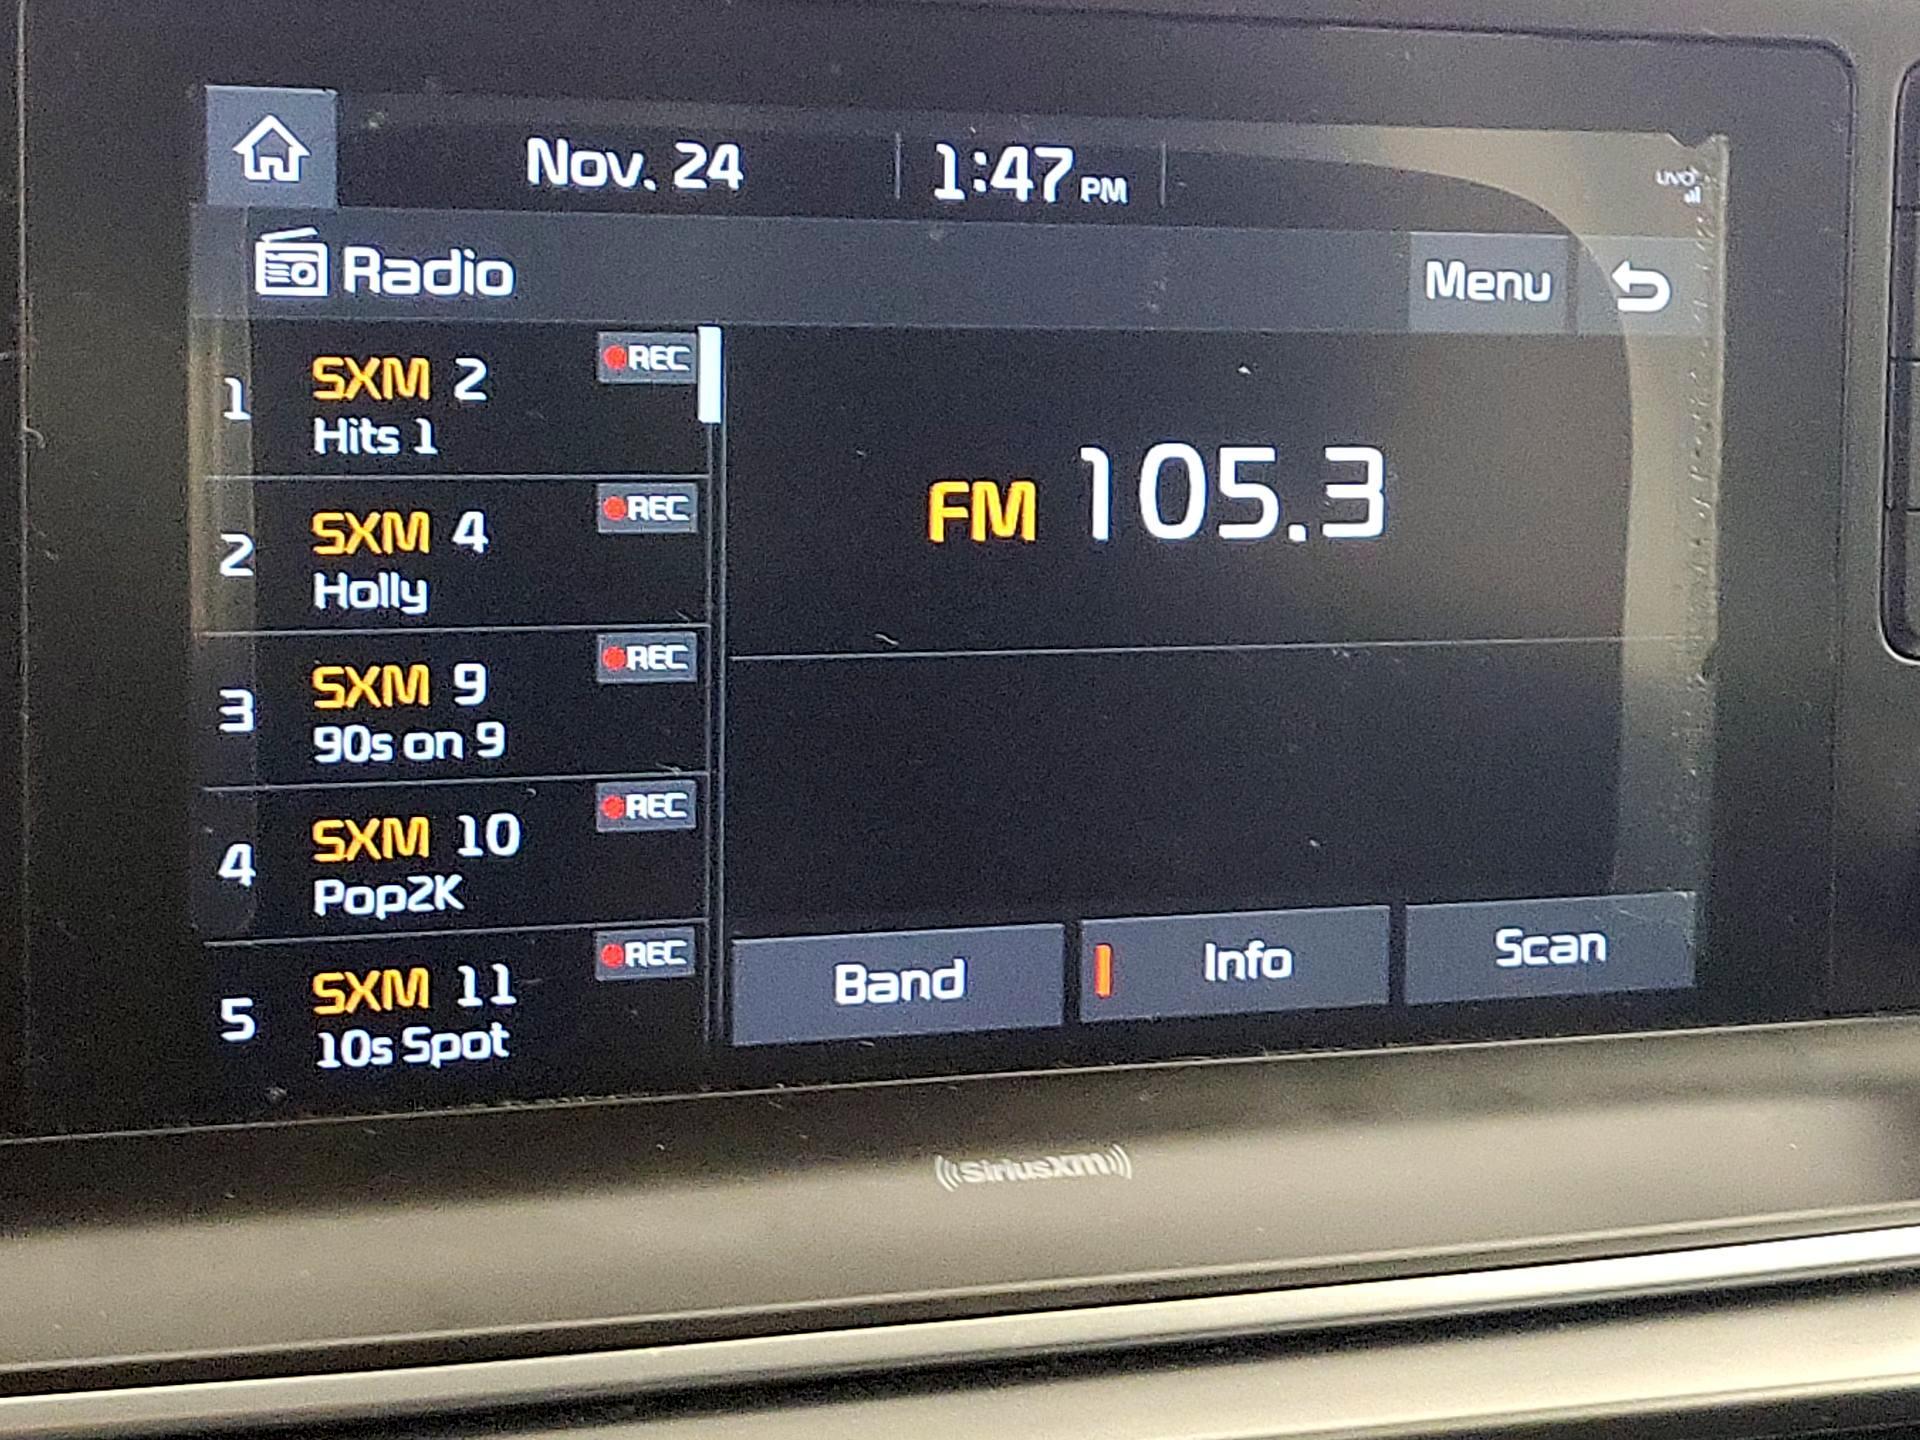 Nov. 24 1:47 PM UVO
Radio Menu
1 SXM 2 REC
Hits 1
2 SXM 4 REC
Holly
3 SXM 9 REC
90s on 9
4 SXM 10 REC
Pop2K
5 SXM 11 REC
10s Spot
FM 105.3
Band Info Scan
((SiriusXM))